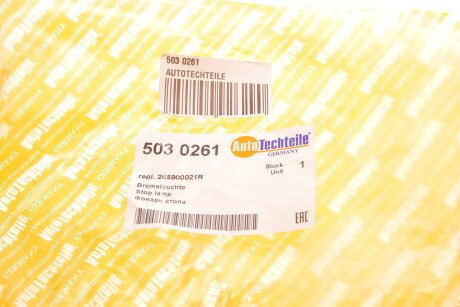 503 0261
AUTOTECHTEILE
503 0261
AutoTechteile®
GERMANY
repl. 265900021R
Stuck
Unit
1
Bremsleuchte
Stop lamp
Фонарь стопа
EAC